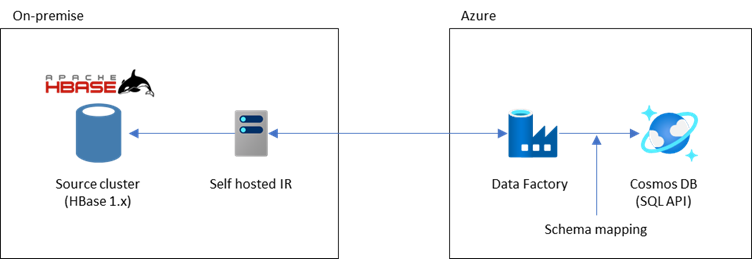 On-premise
Azure
APACHE
HBASE
Source cluster
(HBase 1.x)
Self hosted IR
Data Factory
Cosmos DB
(SQL API)
Schema mapping